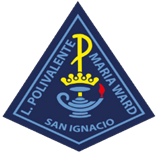 L. POLIVALENTE
MARIA WARD
SAN IGNACIO